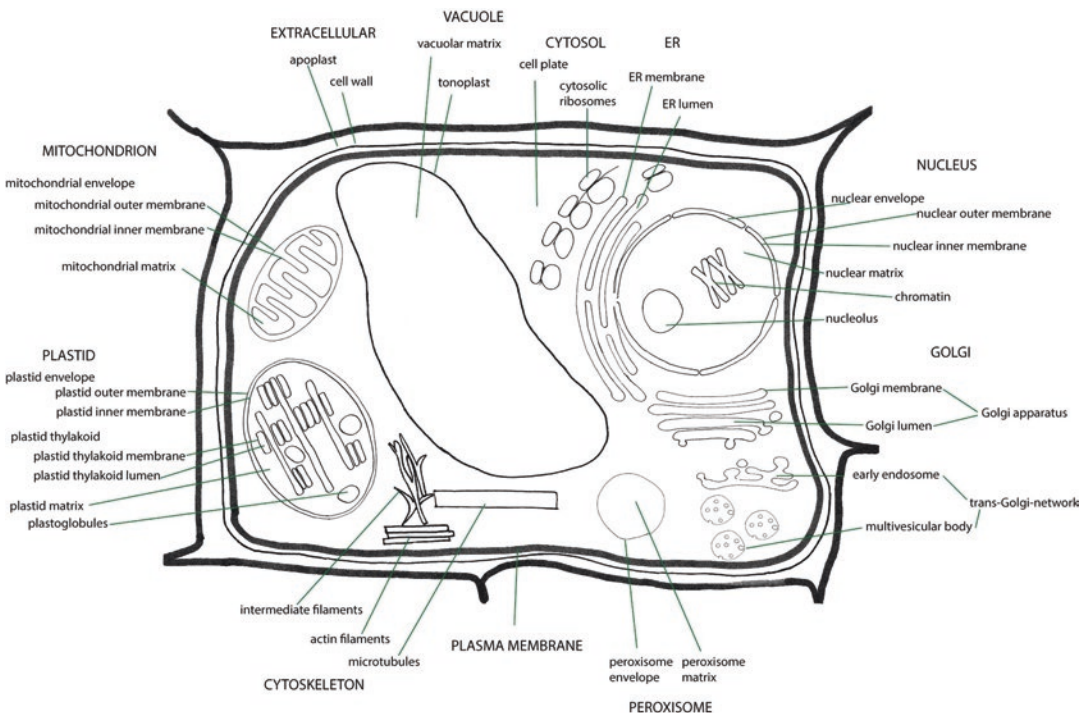 VACUOLE
vacuolar matrix
tonoplast
EXTRACELLULAR
apoplast
cell wall
CYTOSOL
cell plate
cytosolic
ribosomes
ER
ER membrane
ER lumen
MITOCHONDRION
mitochondrial envelope
mitochondrial outer membrane
mitochondrial inner membrane
mitochondrial matrix
NUCLEUS
nuclear envelope
nuclear outer membrane
nuclear inner membrane
nuclear matrix
chromatin
nucleolus
PLASTID
plastid envelope
plastid outer membrane
plastid inner membrane
plastid thylakoid
plastid thylakoid membrane
plastid thylakoid lumen
plastid matrix
plastoglobules
GOLGI
Golgi membrane
Golgi apparatus
Golgi lumen
early endosome
trans-Golgi-network
multivesicular body
intermediate filaments
actin filaments
microtubules
CYTOSKELETON
PLASMA MEMBRANE
peroxisome
envelope
peroxisome
matrix
PEROXISOME